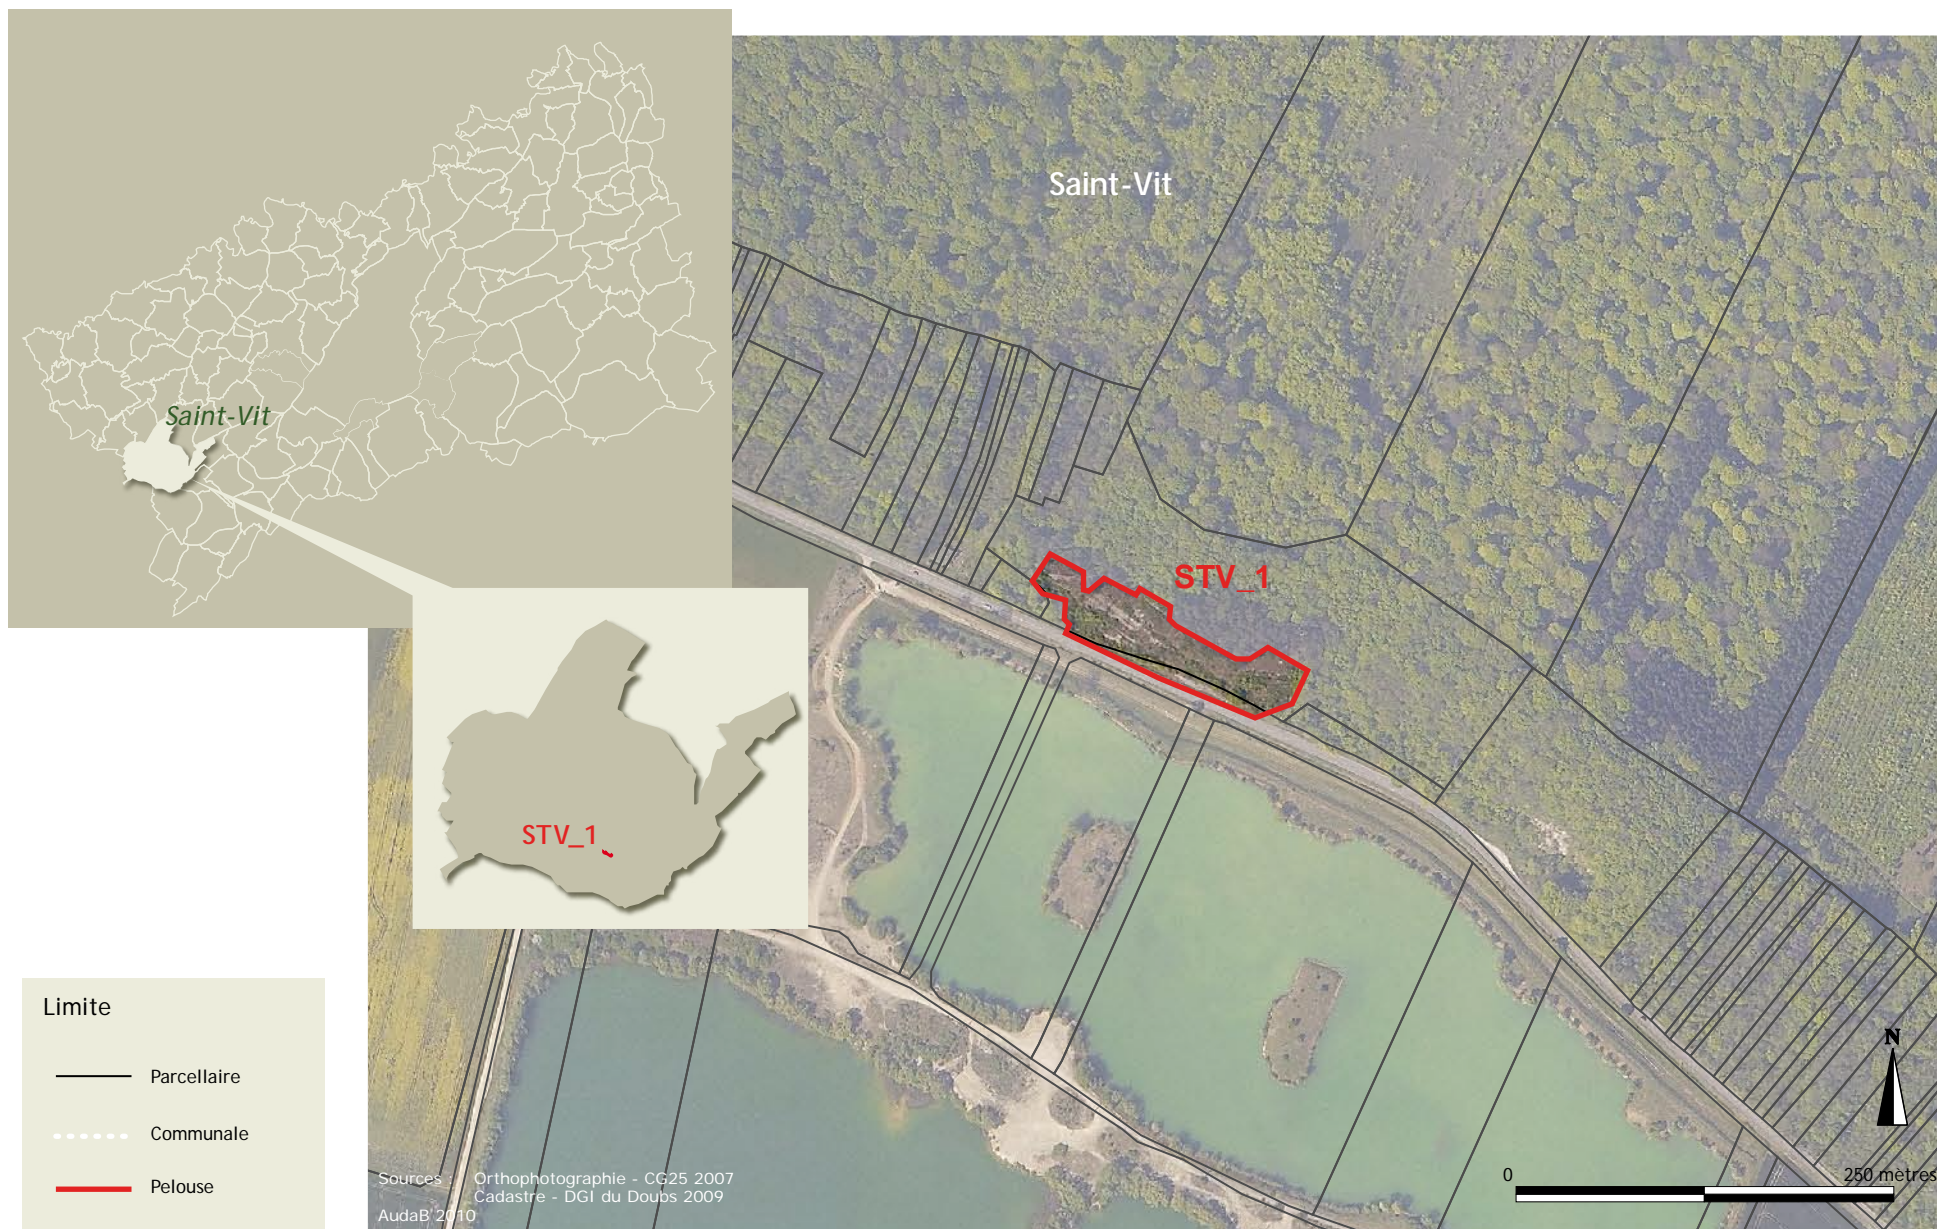 Saint-Vit
Saint-Vit
STV_1
STV_1
Limite
Parcellaire
Communale
Pelouse
Sources : Orthophotographie - CG25 2007
Cadastre - DGI du Doubs 2009
AudaB 2010
N
0 250 mètres